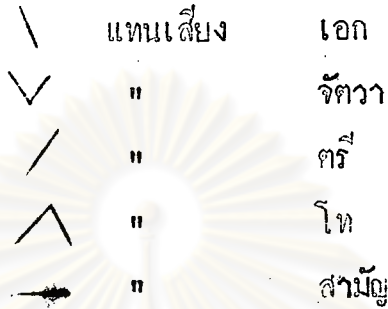 \ แทนเสียง เอก
∨ " จัตวา
/ " ตรี
∧ " โท
— " สามัญ